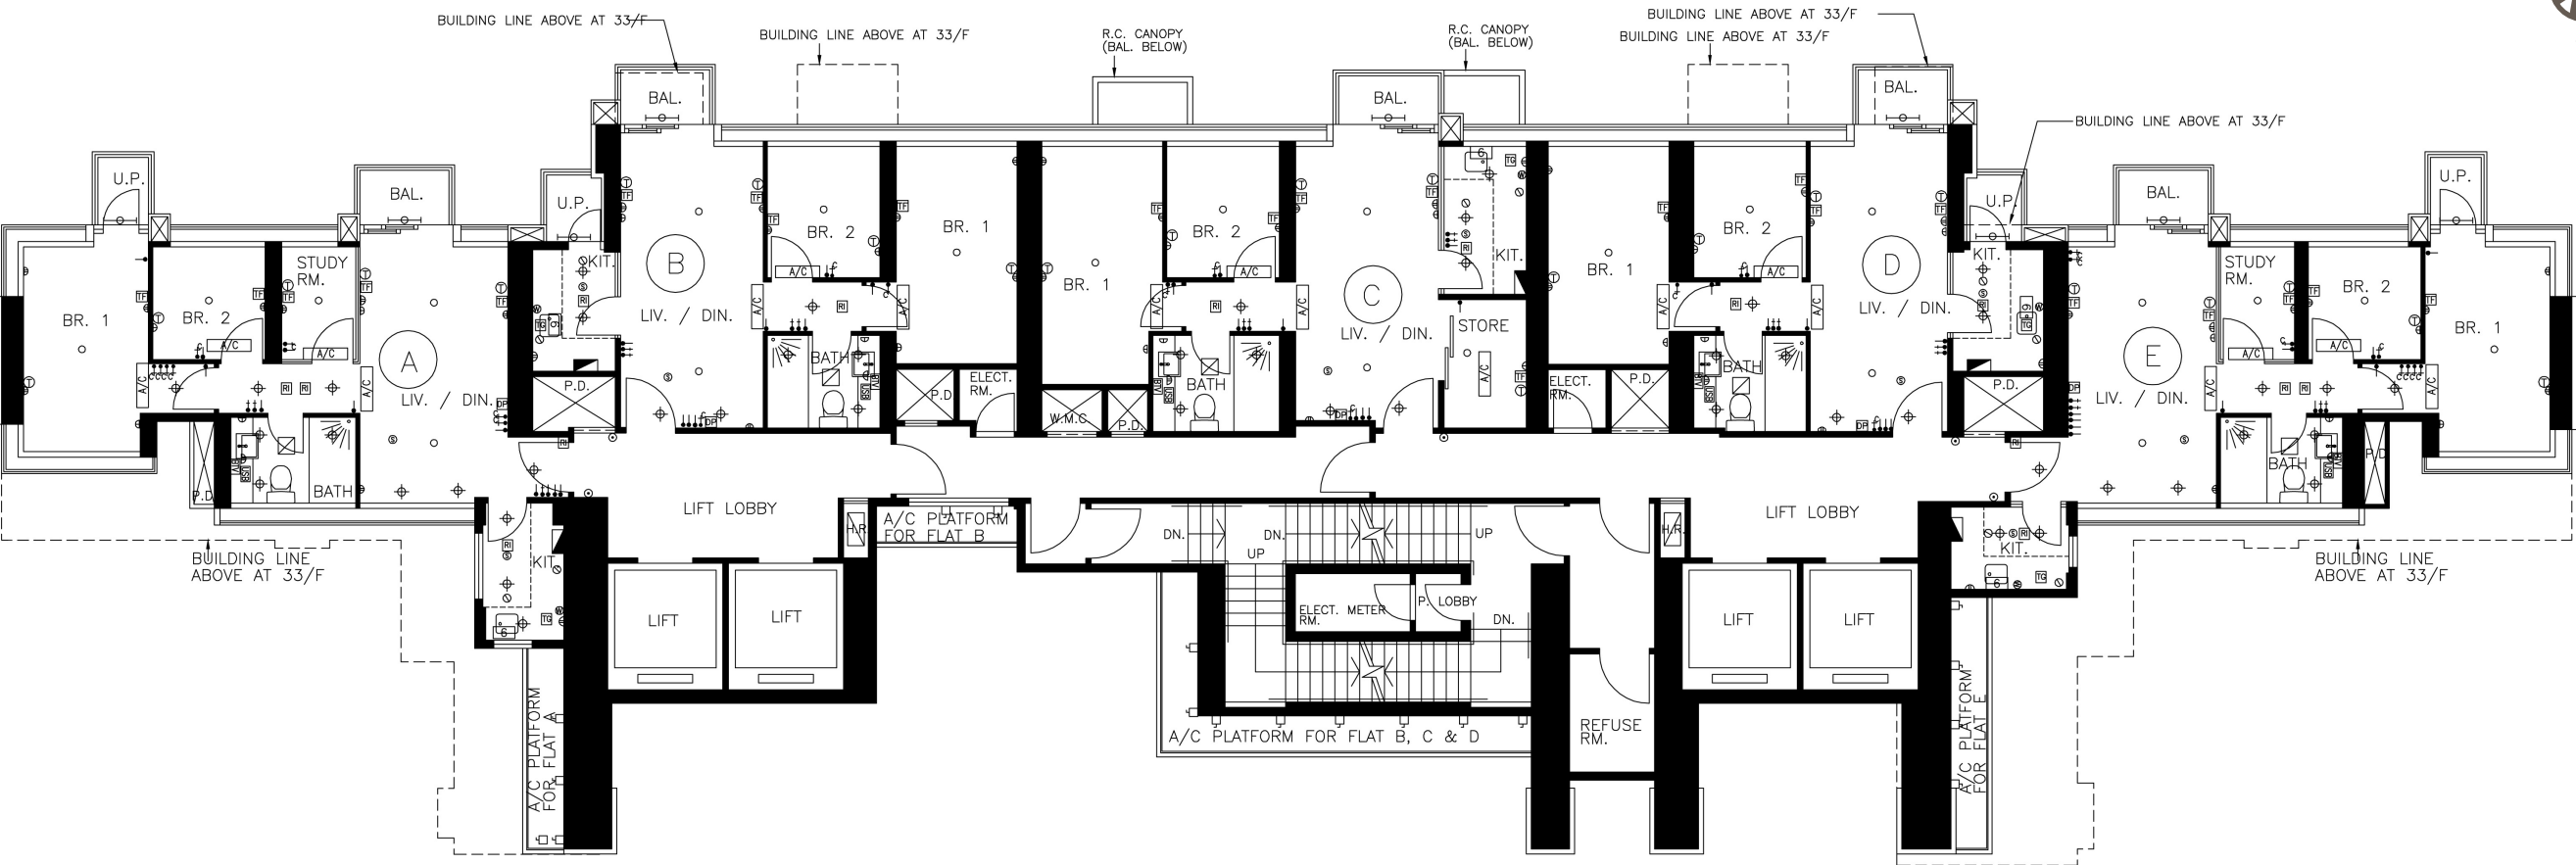 BUILDING LINE ABOVE AT 33/F
BUILDING LINE ABOVE AT 33/F
R.C. CANOPY
(BAL. BELOW)
R.C. CANOPY
(BAL. BELOW)
BUILDING LINE ABOVE AT 33/F
BUILDING LINE ABOVE AT 33/F
BUILDING LINE ABOVE AT 33/F
U.P.
BAL.
U.P.
BAL.
BAL.
BAL.
U.P.
BAL.
U.P.
BR. 1
BR. 2
STUDY
RM.
A
LIV. / DIN.
A/C
A/C
A/C
A/C
BATH
P.D.
KIT.
P.D.
B
LIV. / DIN.
BR. 2
BR. 1
A/C
A/C
A/C
BATH
P.D
ELECT.
RM.
BR. 1
BR. 2
A/C
A/C
A/C
W.M.C.
P.D.
BATH
C
LIV. / DIN.
KIT.
STORE
A/C
BR. 1
BR. 2
A/C
A/C
A/C
ELECT.
RM.
P.D.
BATH
D
LIV. / DIN.
KIT.
P.D.
E
LIV. / DIN.
STUDY
RM.
BR. 2
BR. 1
A/C
A/C
A/C
A/C
BATH
P.D
KIT.
KIT.
BUILDING LINE
ABOVE AT 33/F
LIFT LOBBY
H.R.
A/C PLATFORM
FOR FLAT B
DN.
UP
DN.
UP
H.R.
LIFT LOBBY
BUILDING LINE
ABOVE AT 33/F
LIFT
LIFT
ELECT. METER
RM.
P. LOBBY
DN.
LIFT
LIFT
A/C PLATFORM
FOR FLAT A
A/C PLATFORM FOR FLAT B, C & D
REFUSE
RM.
A/C PLATFORM
FOR FLAT E